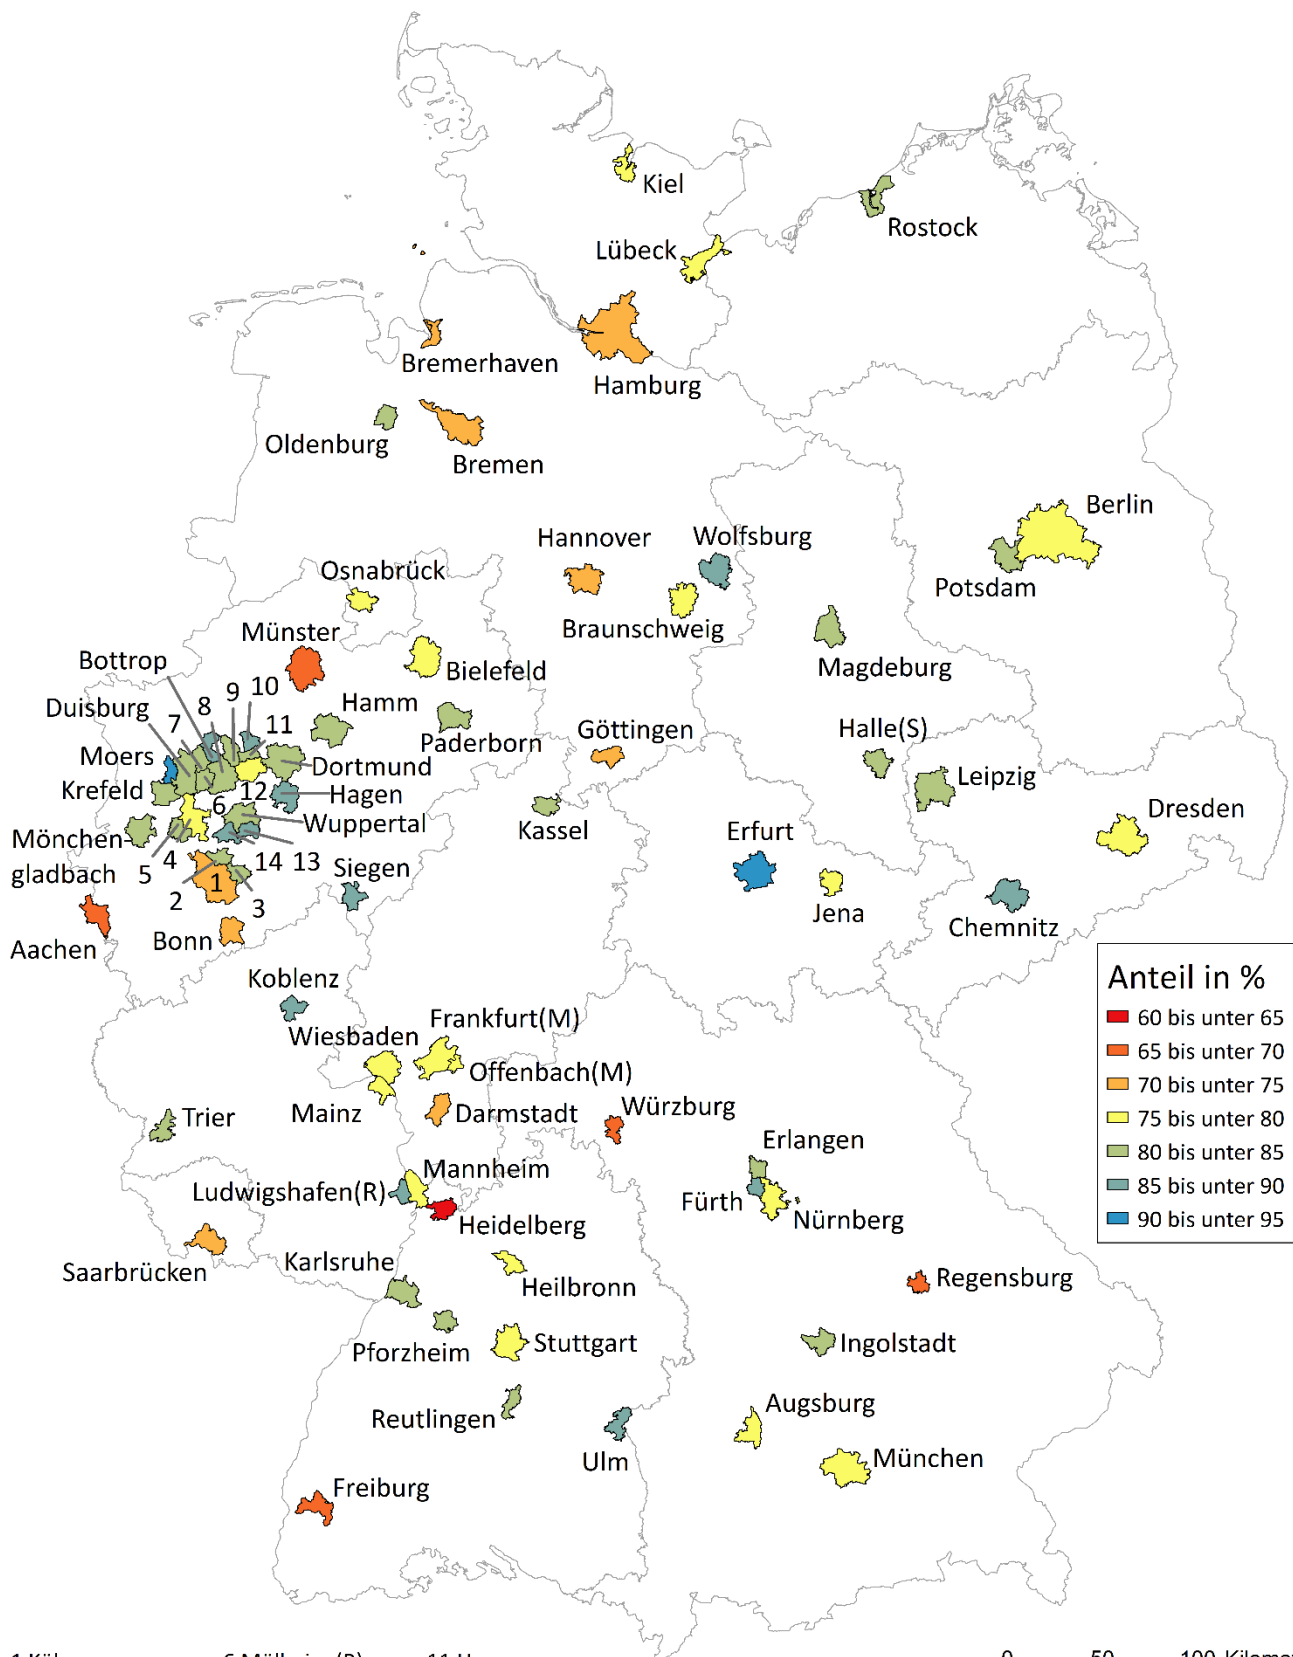 Kiel
Rostock
Lübeck
Bremerhaven
Hamburg
Oldenburg
Bremen
Berlin
Hannover
Wolfsburg
Osnabrück
Potsdam
Braunschweig
Münster
Bottrop
Bielefeld
Magdeburg
9
10
8
Duisburg
Hamm
7
11
Göttingen
Halle(S)
Paderborn
Moers
Dortmund
Leipzig
Krefeld
12
Hagen
6
Dresden
Wuppertal
Kassel
Erfurt
Mönchen
gladbach
4
14
13
5
Siegen
1
2
3
Jena
Chemnitz
Bonn
Aachen
Koblenz
Anteil in %
60 bis unter 65
65 bis unter 70
70 bis unter 75
75 bis unter 80
80 bis unter 85
85 bis unter 90
90 bis unter 95
Frankfurt(M)
Wiesbaden
Offenbach(M)
Mainz
Darmstadt
Würzburg
Trier
Erlangen
Mannheim
Ludwigshafen(R)
Fürth
Nürnberg
Heidelberg
Saarbrücken
Karlsruhe
Heilbronn
Regensburg
Pforzheim
Stuttgart
Ingolstadt
Reutlingen
Augsburg
Ulm
München
Freiburg